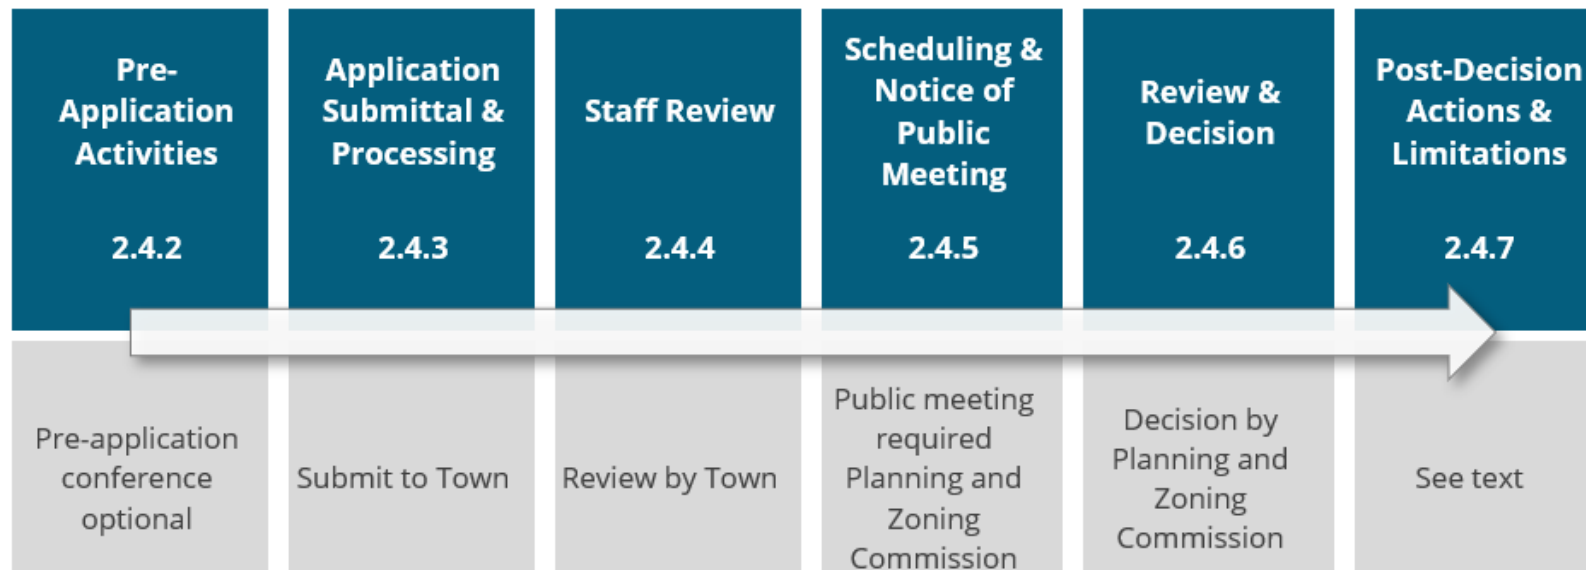 Pre-
Application
Activities
2.4.2
Application
Submittal &
Processing
2.4.3
Staff Review
2.4.4
Scheduling &
Notice of
Public
Meeting
2.4.5
Review &
Decision
2.4.6
Post-Decision
Actions &
Limitations
2.4.7
Pre-application
conference
optional
Submit to Town
Review by Town
Public meeting
required
Planning and
Zoning
Commission
Decision by
Planning and
Zoning
Commission
See text